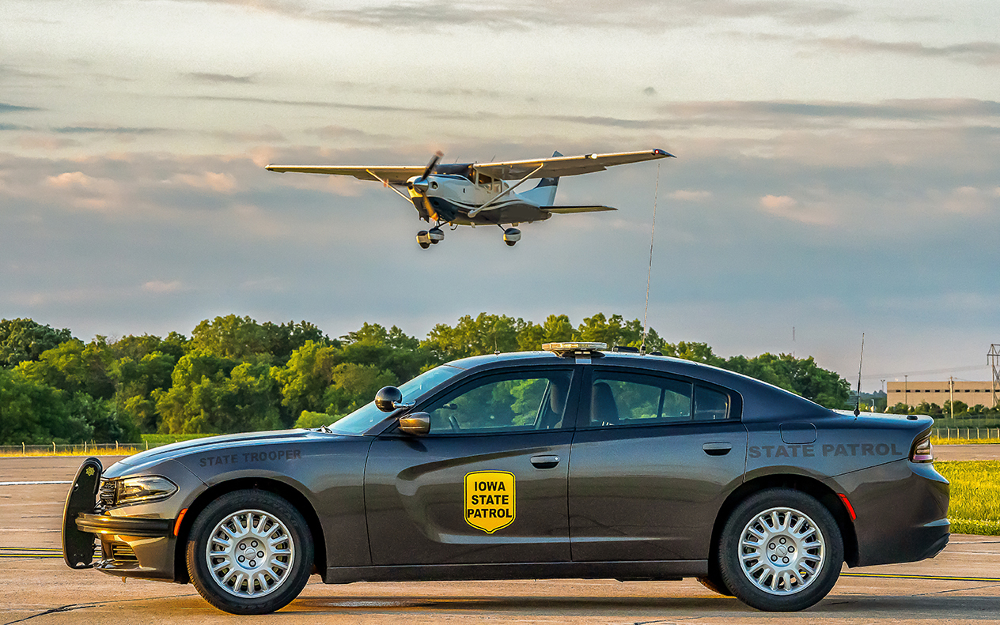 STATE TROOPER
IOWA
STATE
PATROL
STATE PATROL